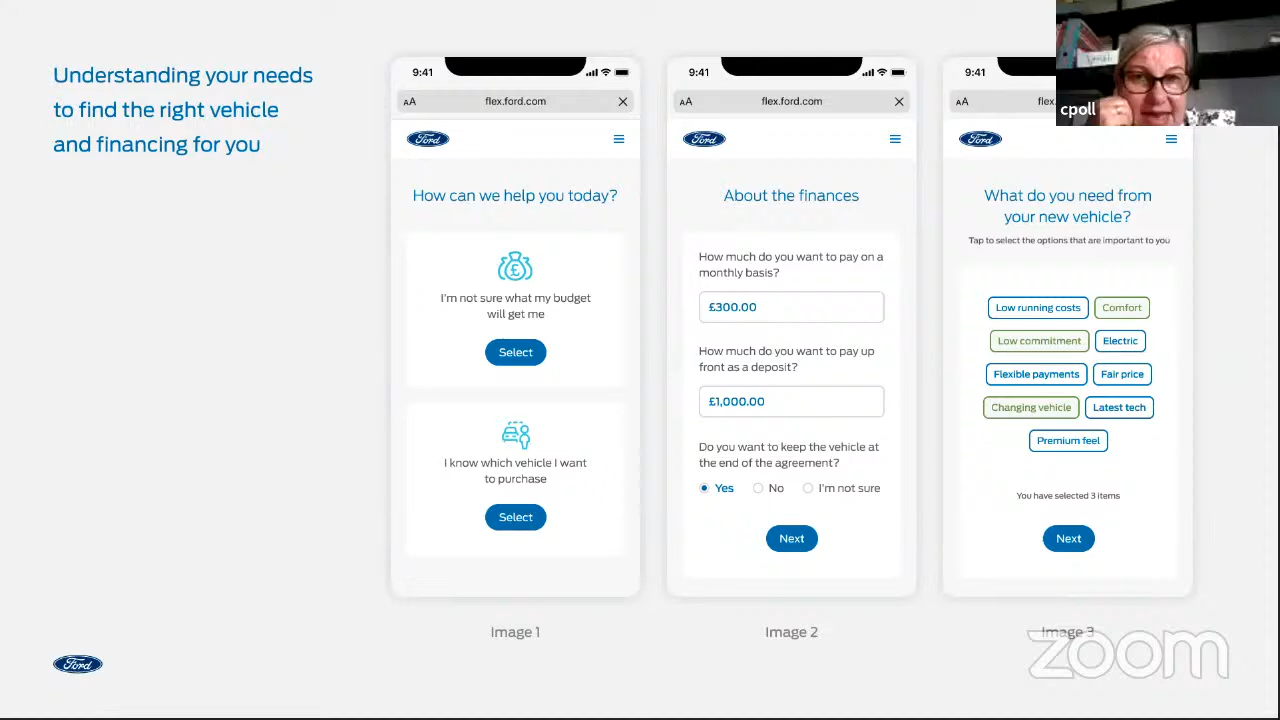 Understanding your needs
to find the right vehicle
and financing for you
9:41
AA flex.ford.com
Ford
How can we help you today?
£
I'm not sure what my budget
will get me
Select
I know which vehicle I want
to purchase
Select
Image 1
9:41
AA flex.ford.com
Ford
About the finances
How much do you want to pay on a
monthly basis?
£300.00
How much do you want to pay up
front as a deposit?
£1,000.00
Do you want to keep the vehicle at
the end of the agreement?
Yes No I'm not sure
Next
Image 2
9:41
AA flex.
Ford
What do you need from
your new vehicle?
Tap to select the options that are important to you
Low running costs Comfort
Low commitment Electric
Flexible payments Fair price
Changing vehicle Latest tech
Premium feel
You have selected 3 items
Next
Image 3
cpoll
Ford
zoom